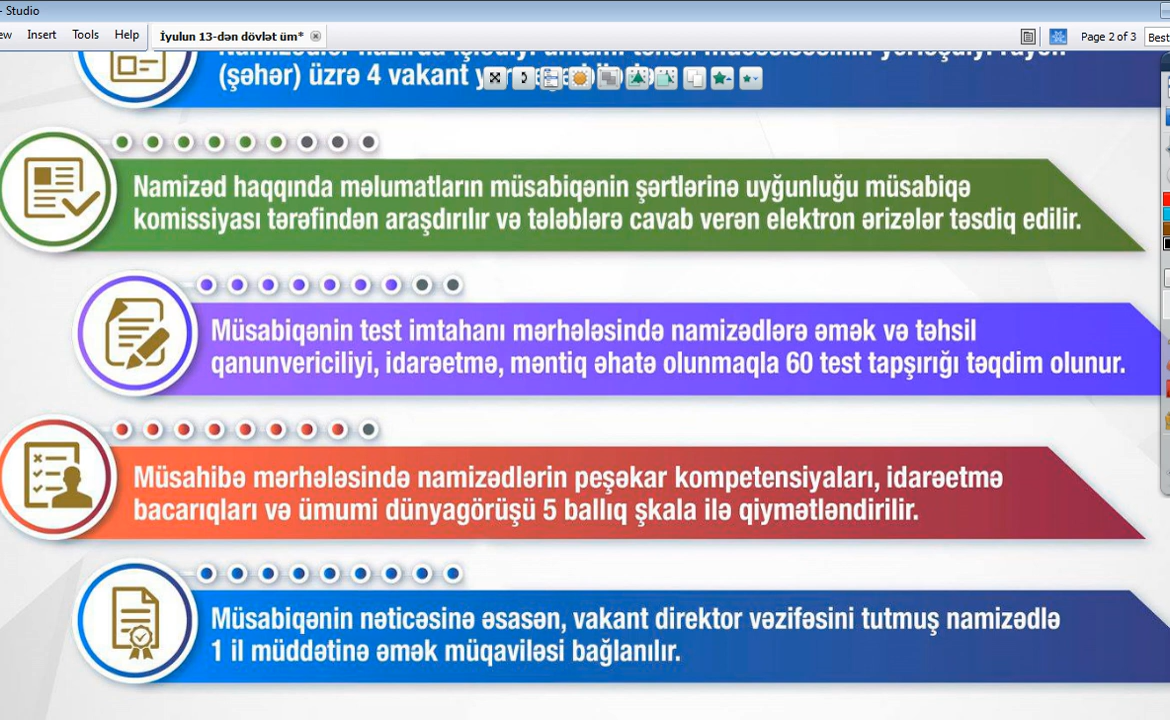 - Studio
ew Insert Tools Help İyulun 13-dən dövlət üm*
Page 2 of 3 Best
(şəhər) üzrə 4 vakant
Namizəd haqqında məlumatların müsabiqənin şərtlərinə uyğunluğu müsabiqə
komissiyası tərəfindən araşdırılır və tələblərə cavab verən elektron ərizələr təsdiq edilir.
Müsabiqənin test imtahanı mərhələsində namizədlərə əmək və təhsil
qanunvericiliyi, idarəetmə, məntiq əhatə olunmaqla 60 test tapşırığı təqdim olunur.
Müsahibə mərhələsində namizədlərin peşəkar kompetensiyaları, idarəetmə
bacarıqları və ümumi dünyagörüşü 5 ballıq şkala ilə qiymətləndirilir.
Müsabiqənin nəticəsinə əsasən, vakant direktor vəzifəsini tutmuş namizədlə
1 il müddətinə əmək müqaviləsi bağlanılır.